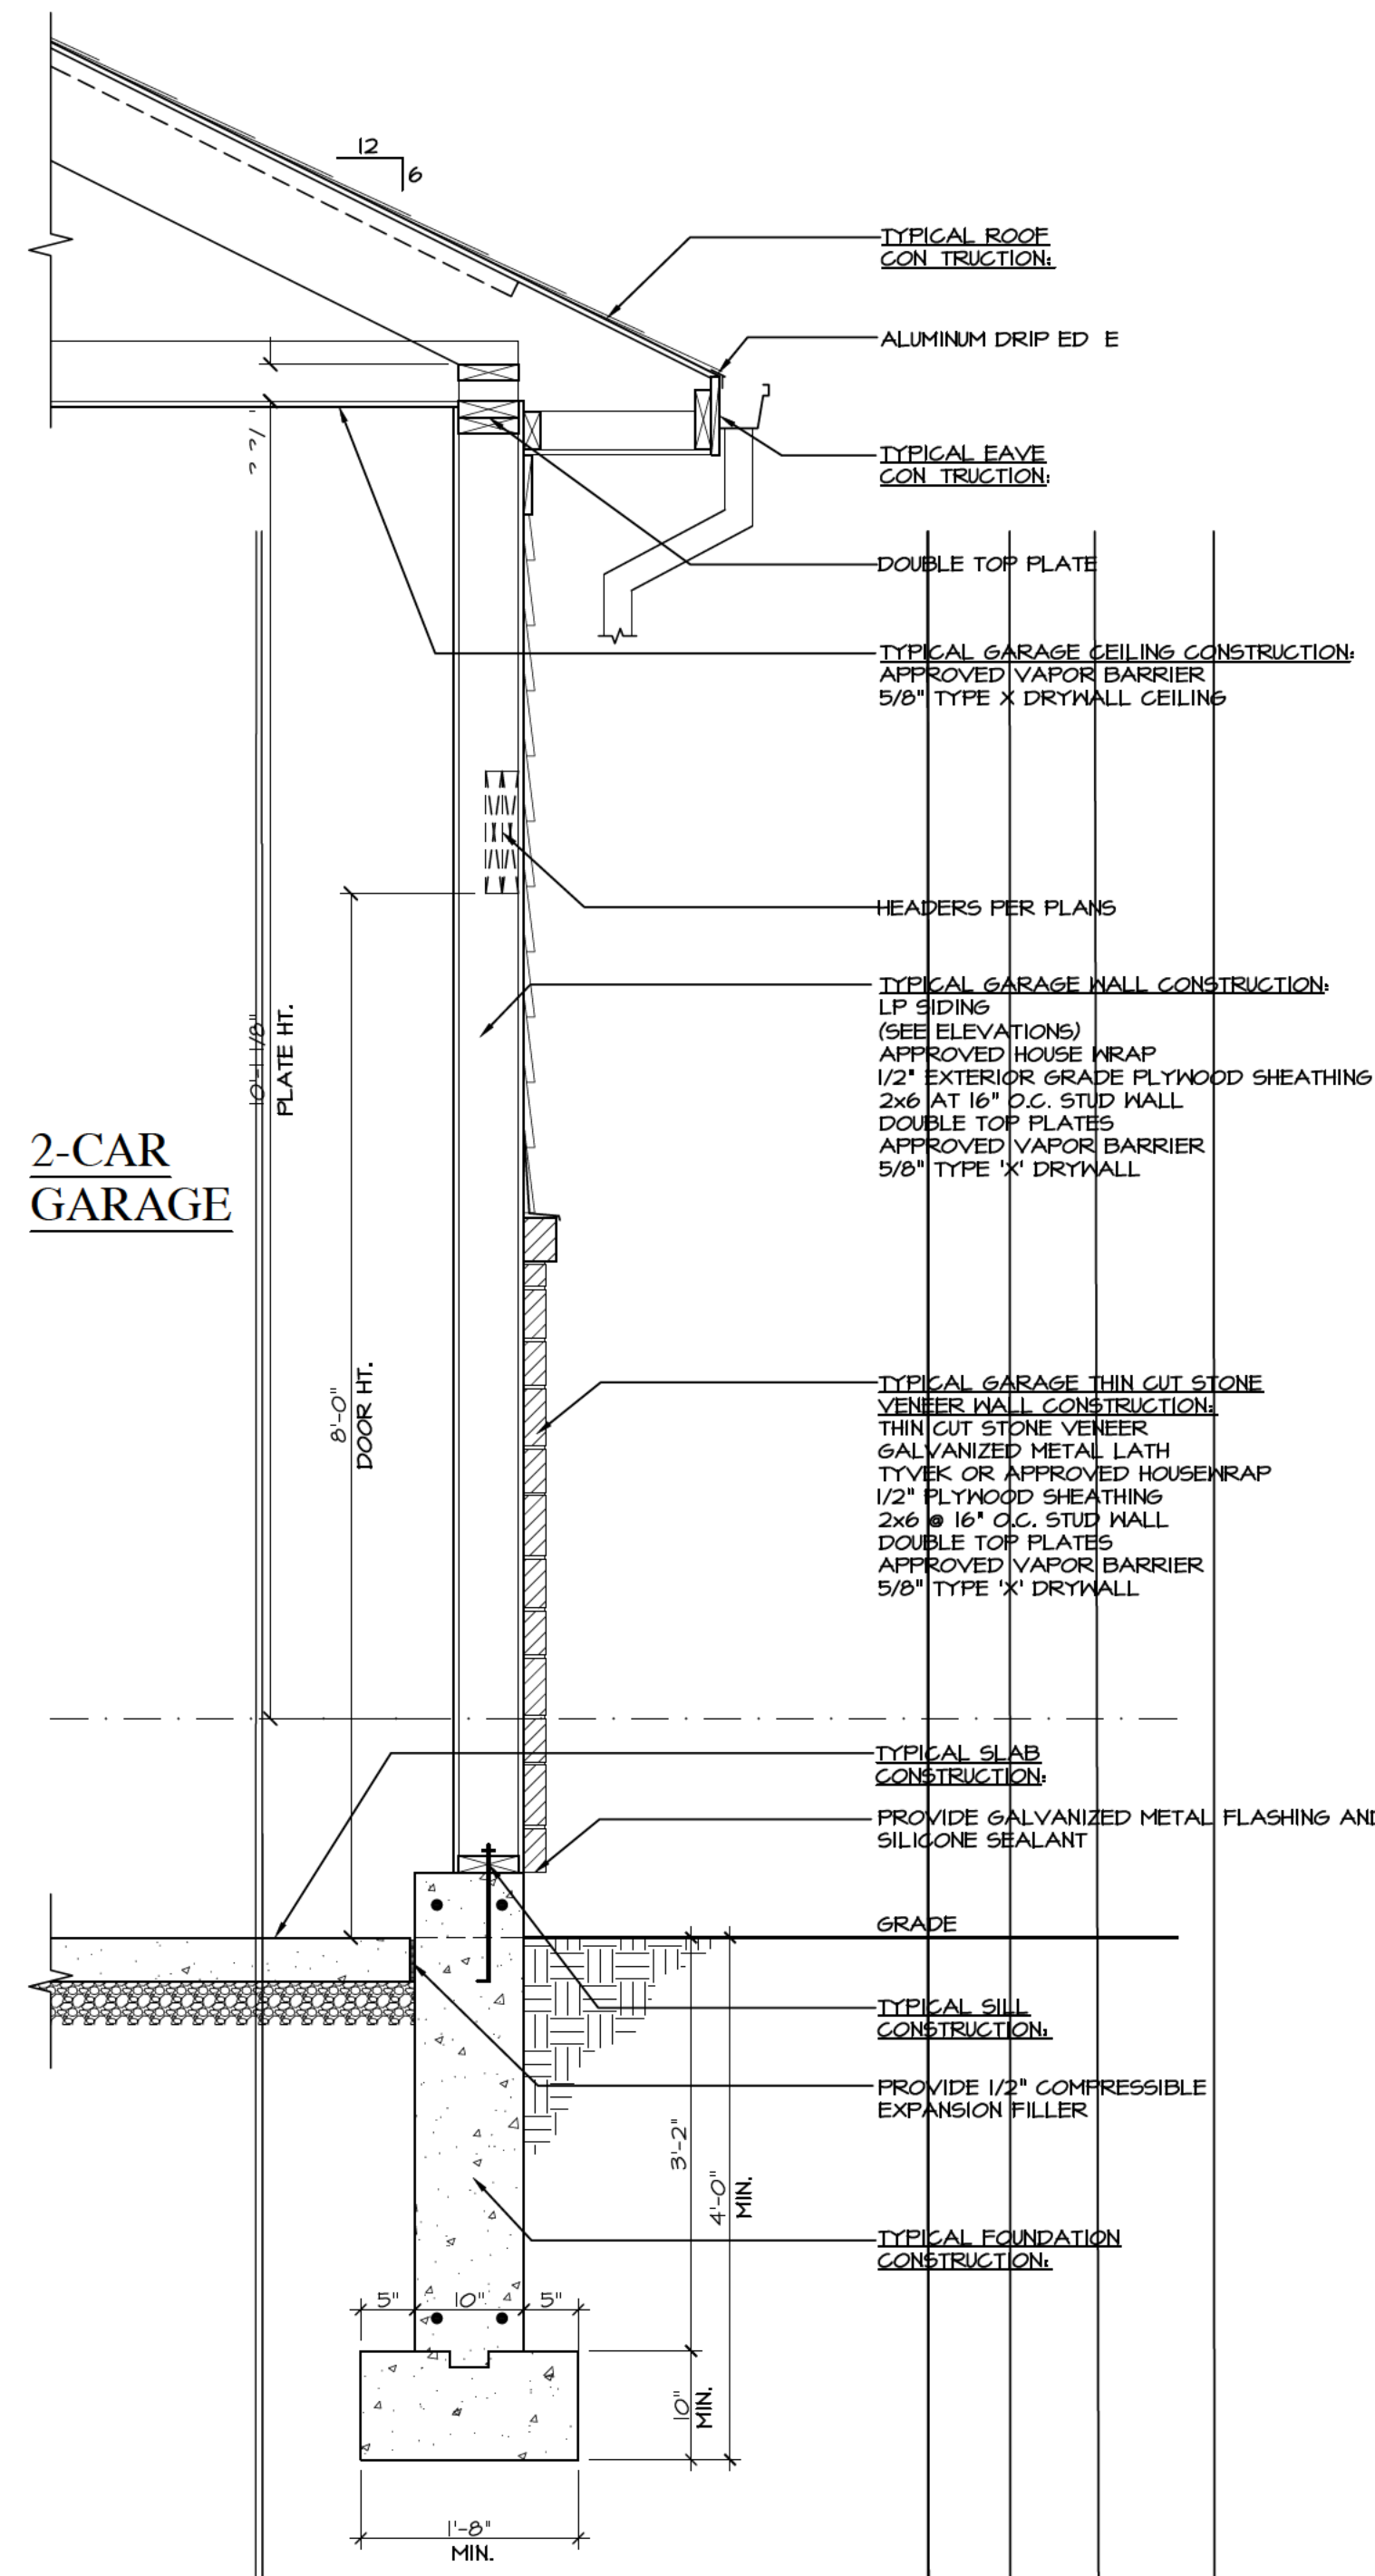 12
6
TYPICAL ROOF
CON TRUCTION:
ALUMINUM DRIP ED E
TYPICAL EAVE
CON TRUCTION:
DOUBLE TOP PLATE
TYPICAL GARAGE CEILING CONSTRUCTION:
APPROVED VAPOR BARRIER
5/8" TYPE X DRYWALL CEILING
HEADERS PER PLANS
TYPICAL GARAGE WALL CONSTRUCTION:
LP SIDING
(SEE ELEVATIONS)
APPROVED HOUSE WRAP
1/2" EXTERIOR GRADE PLYWOOD SHEATHING
2x6 AT 16" O.C. STUD WALL
DOUBLE TOP PLATES
APPROVED VAPOR BARRIER
5/8" TYPE 'X' DRYWALL
10'-1 1/8"
PLATE HT.
2-CAR
GARAGE
8'-0"
DOOR HT.
TYPICAL GARAGE THIN CUT STONE
VENEER WALL CONSTRUCTION:
THIN CUT STONE VENEER
GALVANIZED METAL LATH
TYVEK OR APPROVED HOUSEWRAP
1/2" PLYWOOD SHEATHING
2x6 @ 16" O.C. STUD WALL
DOUBLE TOP PLATES
APPROVED VAPOR BARRIER
5/8" TYPE 'X' DRYWALL
TYPICAL SLAB
CONSTRUCTION:
PROVIDE GALVANIZED METAL FLASHING AND
SILICONE SEALANT
GRADE
TYPICAL SILL
CONSTRUCTION:
PROVIDE 1/2" COMPRESSIBLE
EXPANSION FILLER
3'-2"
4'-0"
MIN.
TYPICAL FOUNDATION
CONSTRUCTION:
5" 10" 5"
10"
MIN.
1'-8"
MIN.